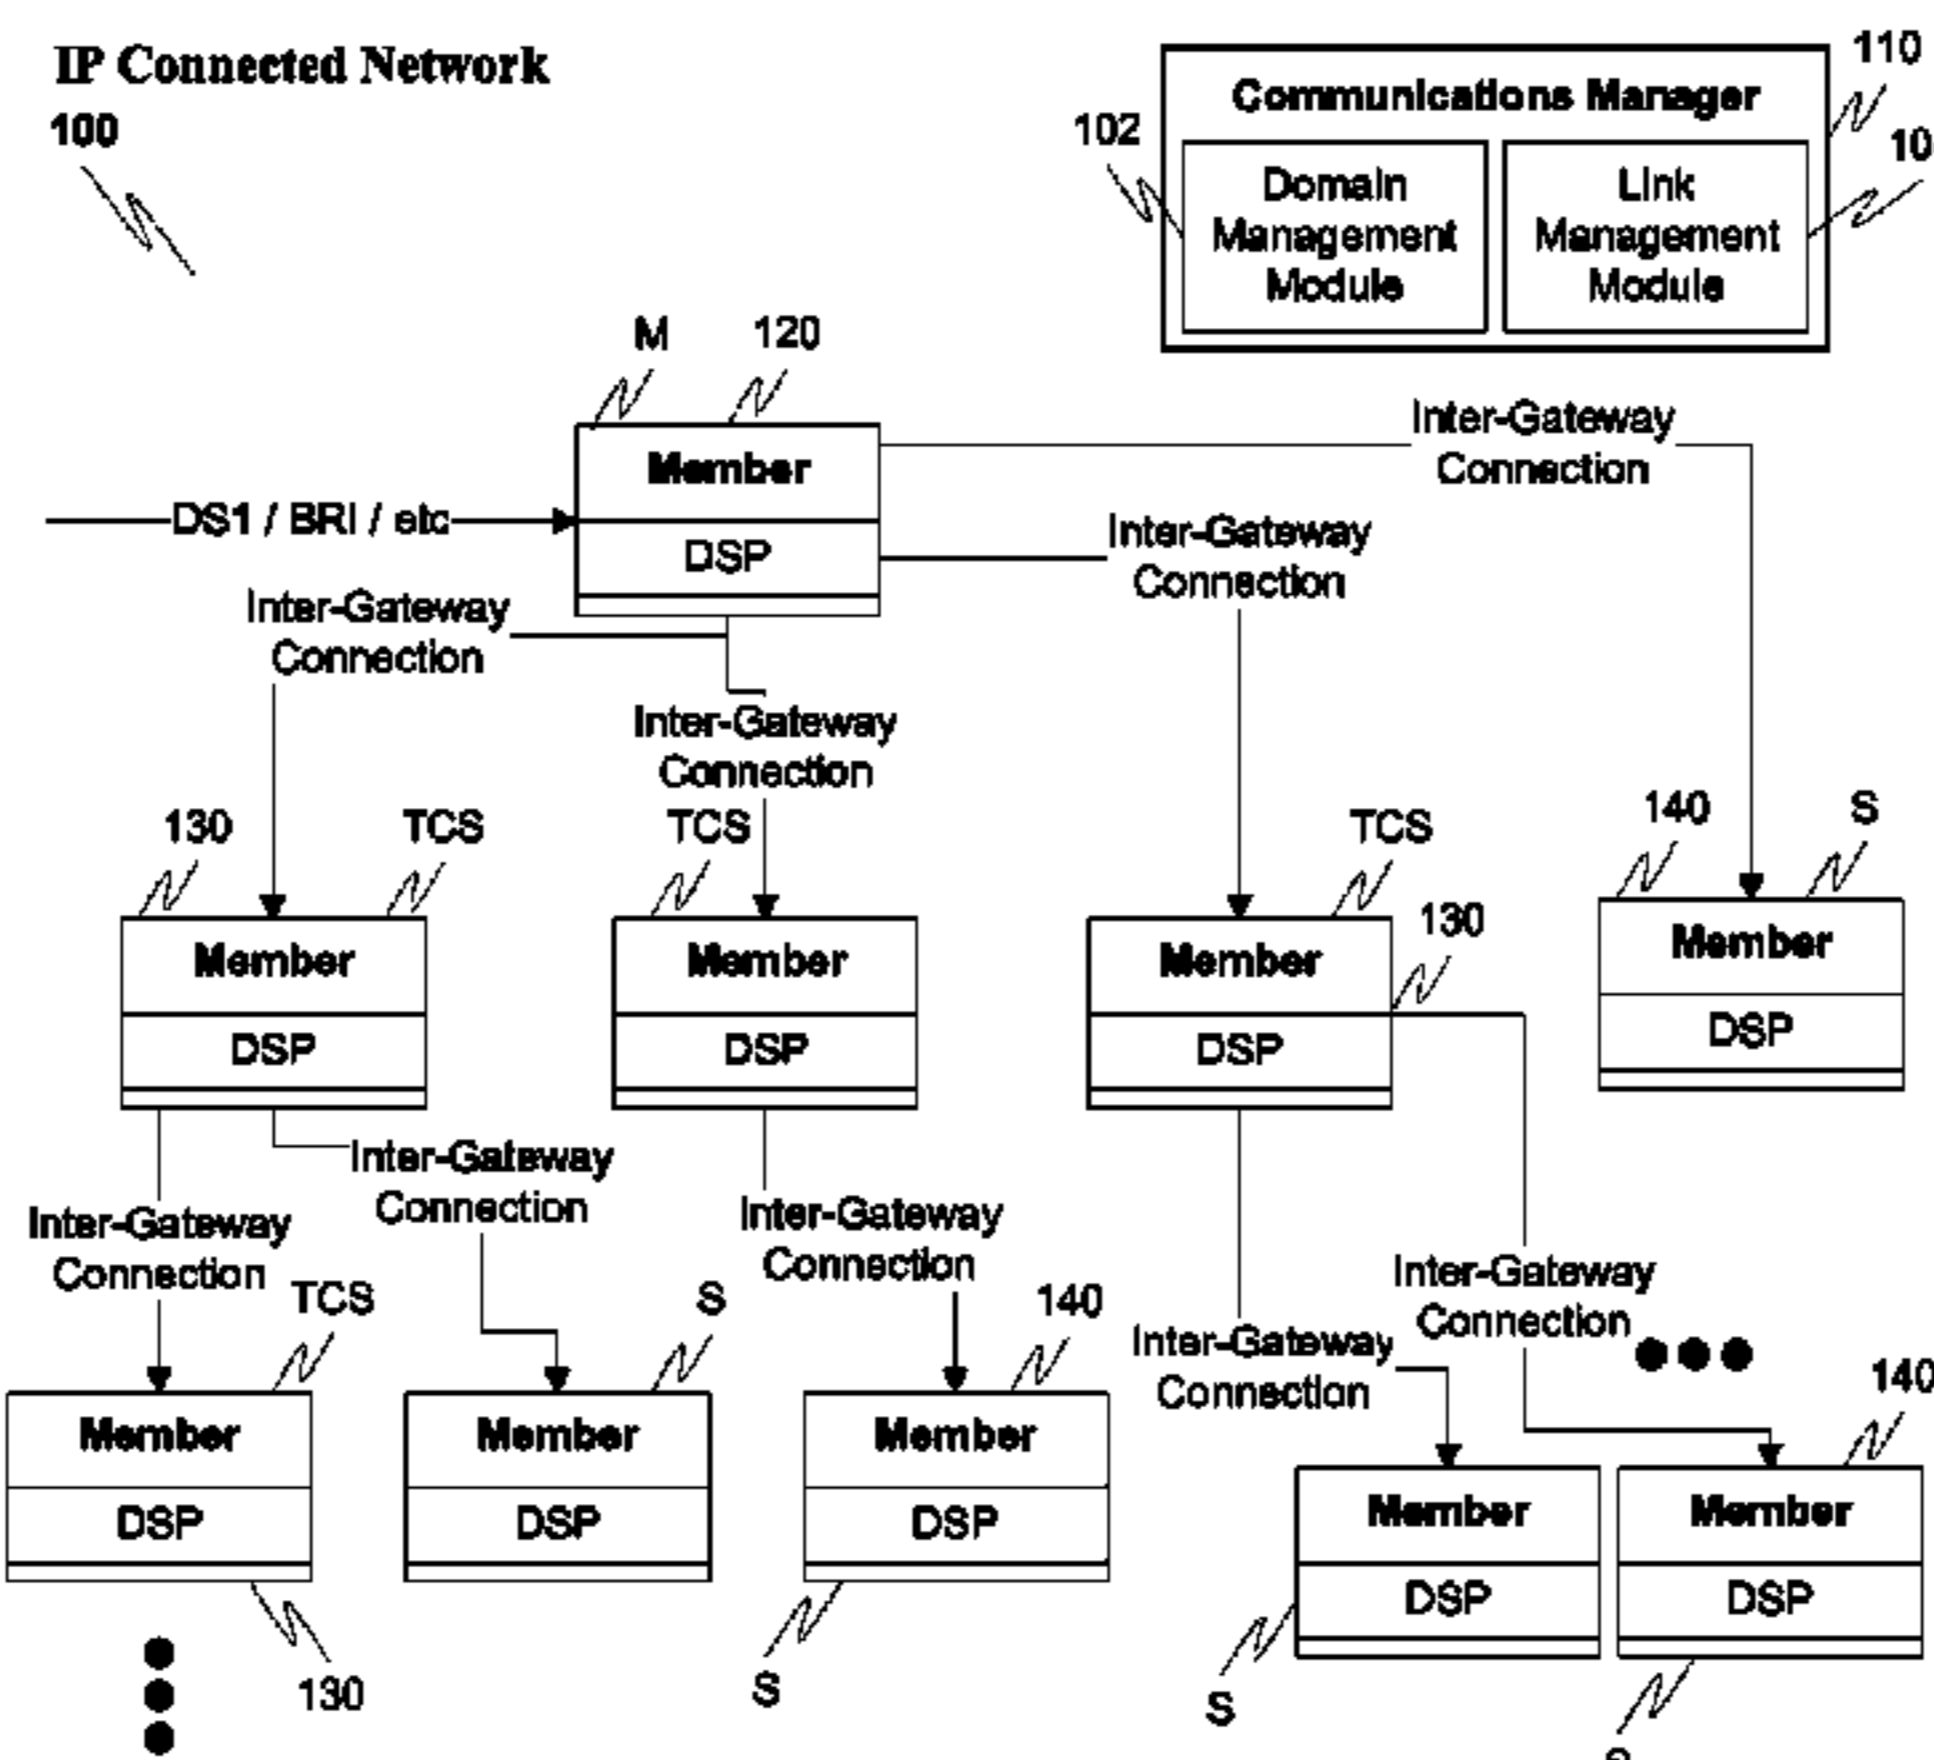 IP Connected Network
100
110
Communications Manager
102
10
Domain
Management
Module
Link
Management
Module
M
120
Member
DSP
DS1 / BRI / etc
Inter-Gateway
Connection
Inter-Gateway
Connection
Inter-Gateway
Connection
Inter-Gateway
Connection
130
TCS
TCS
TCS
130
140
S
Member
DSP
Member
DSP
Member
DSP
Member
DSP
Inter-Gateway
Connection
Inter-Gateway
Connection
Inter-Gateway
Connection
Inter-Gateway
Connection
Inter-Gateway
Connection
TCS
S
140
140
Member
DSP
Member
DSP
Member
DSP
Member
DSP
Member
DSP
130
S
S